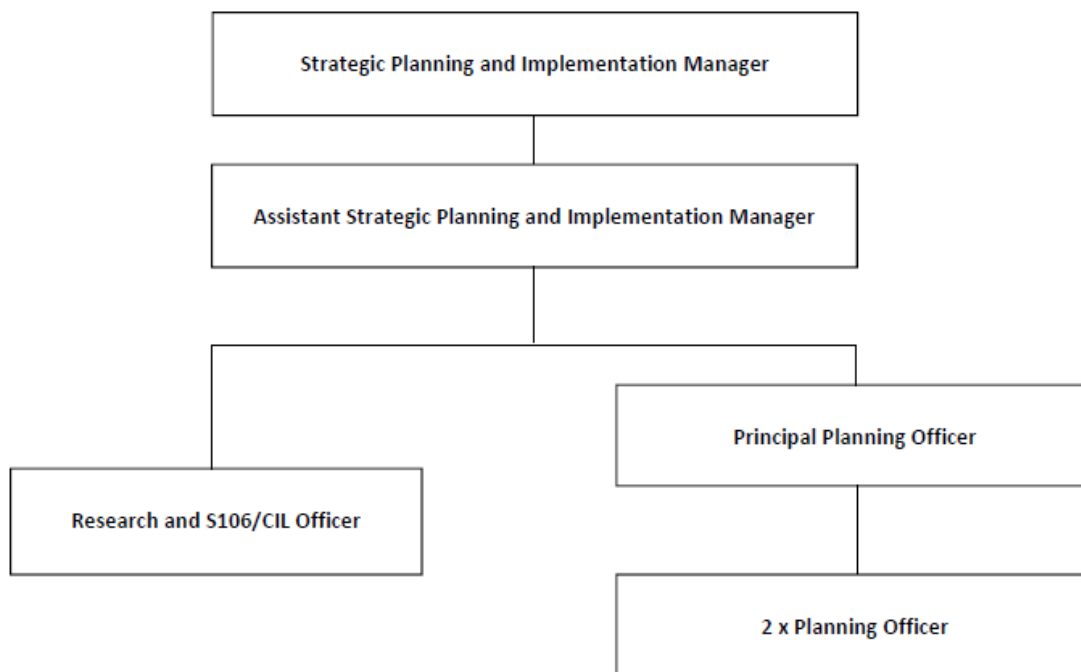 Strategic Planning and Implementation Manager
Assistant Strategic Planning and Implementation Manager
Principal Planning Officer
Research and S106/CIL Officer
2 x Planning Officer